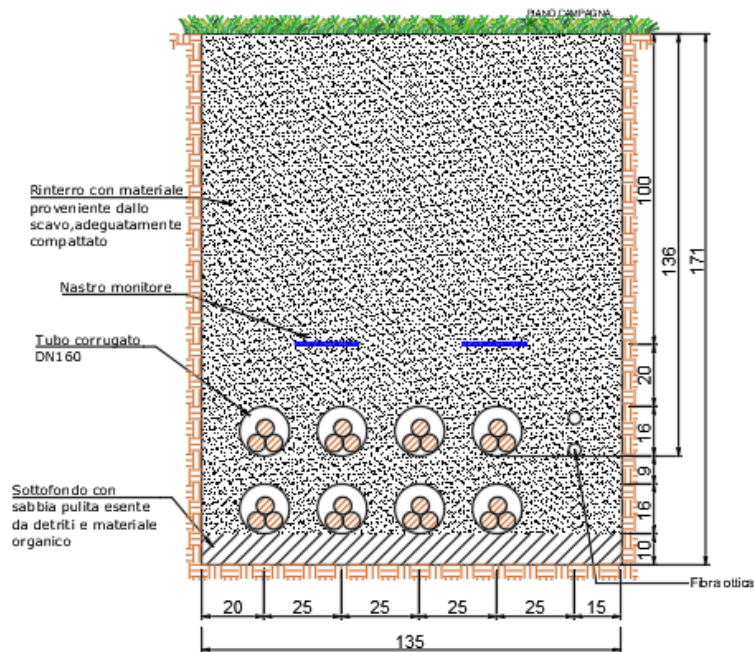 PIANO CAMPAGNA
Rinterro con materiale
proveniente dallo
scavo,adeguatamente
compattato
Nastro monitore
Tubo corrugato
DN160
Sottofondo con
sabbia pulita esente
da detriti e materiale
organico
100
136
171
20
16
9
16
10
Fibra ottica
20
25
25
25
25
15
135